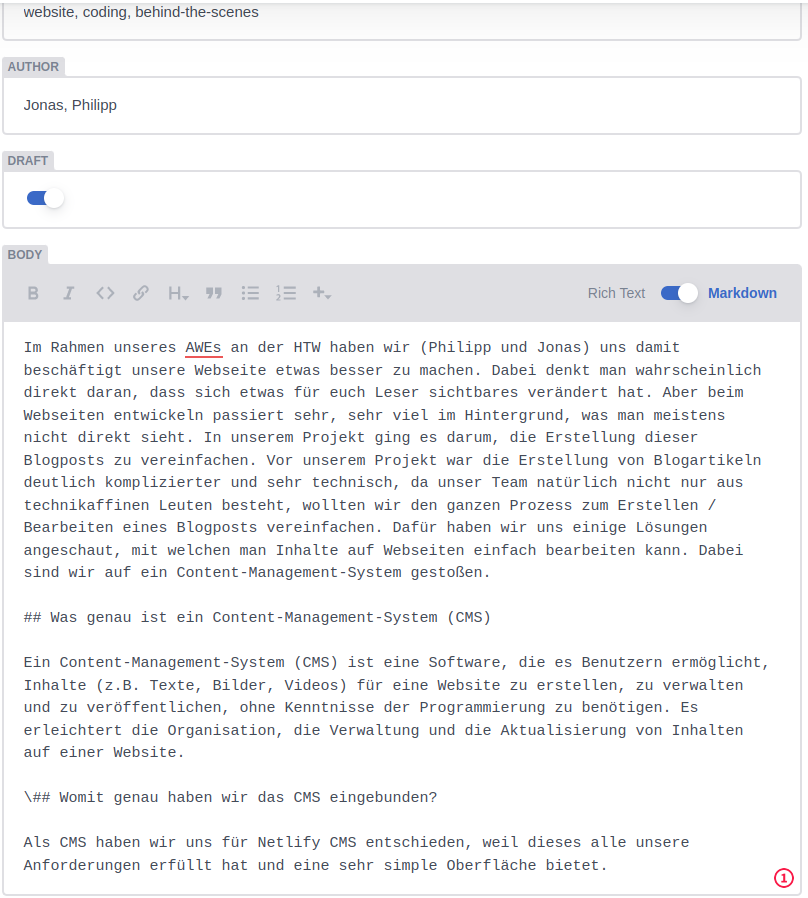 website, coding, behind-the-scenes
AUTHOR
Jonas, Philipp
DRAFT
BODY
B I <> H
1 2
Rich Text Markdown
Im Rahmen unseres AWEs an der HTW haben wir (Philipp und Jonas) uns damit
beschäftigt unsere Webseite etwas besser zu machen. Dabei denkt man wahrscheinlich
direkt daran, dass sich etwas für euch Leser sichtbares verändert hat. Aber beim
Webseiten entwickeln passiert sehr, sehr viel im Hintergrund, was man meistens
nicht direkt sieht. In unserem Projekt ging es darum, die Erstellung dieser
Blogposts zu vereinfachen. Vor unserem Projekt war die Erstellung von Blogartikeln
deutlich komplizierter und sehr technisch, da unser Team natürlich nicht nur aus
technikaffinen Leuten besteht, wollten wir den ganzen Prozess zum Erstellen /
Bearbeiten eines Blogposts vereinfachen. Dafür haben wir uns einige Lösungen
angeschaut, mit welchen man Inhalte auf Webseiten einfach bearbeiten kann. Dabei
sind wir auf ein Content-Management-System gestoßen.
## Was genau ist ein Content-Management-System (CMS)
Ein Content-Management-System (CMS) ist eine Software, die es Benutzern ermöglicht,
Inhalte (z.B. Texte, Bilder, Videos) für eine Website zu erstellen, zu verwalten
und zu veröffentlichen, ohne Kenntnisse der Programmierung zu benötigen. Es
erleichtert die Organisation, die Verwaltung und die Aktualisierung von Inhalten
auf einer Website.
\## Womit genau haben wir das CMS eingebunden?
Als CMS haben wir uns für Netlify CMS entschieden, weil dieses alle unsere
Anforderungen erfüllt hat und eine sehr simple Oberfläche bietet.
1